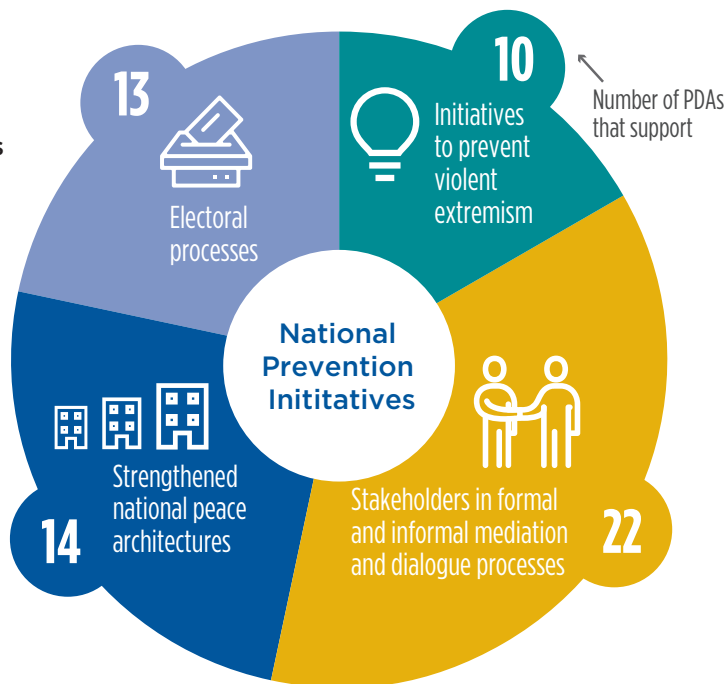 13
Electoral
processes
10
Number of PDAs
that support
Initiatives
to prevent
violent
extremism
s
National
Prevention
Inititatives
Strengthened
national peace
architectures
14
Stakeholders in formal
and informal mediation
and dialogue processes
22